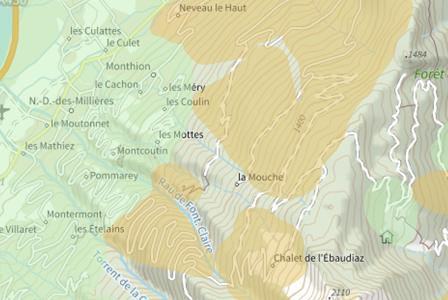 A430
Neveau le Haut
les Culattes
le Culet
1484
Monthion
Forêt
le Cachon
les Méry
les Coulin
N.-D.-des-Millières
le Moutonnet
les Mottes
1400
les Mathiez
Montcoutin
la Mouche
Pommarey
Rau de Font-Claire
Montermont
le Villaret
les Ételains
Chalet de l'Ébaudiaz
Torrent de la C
2110